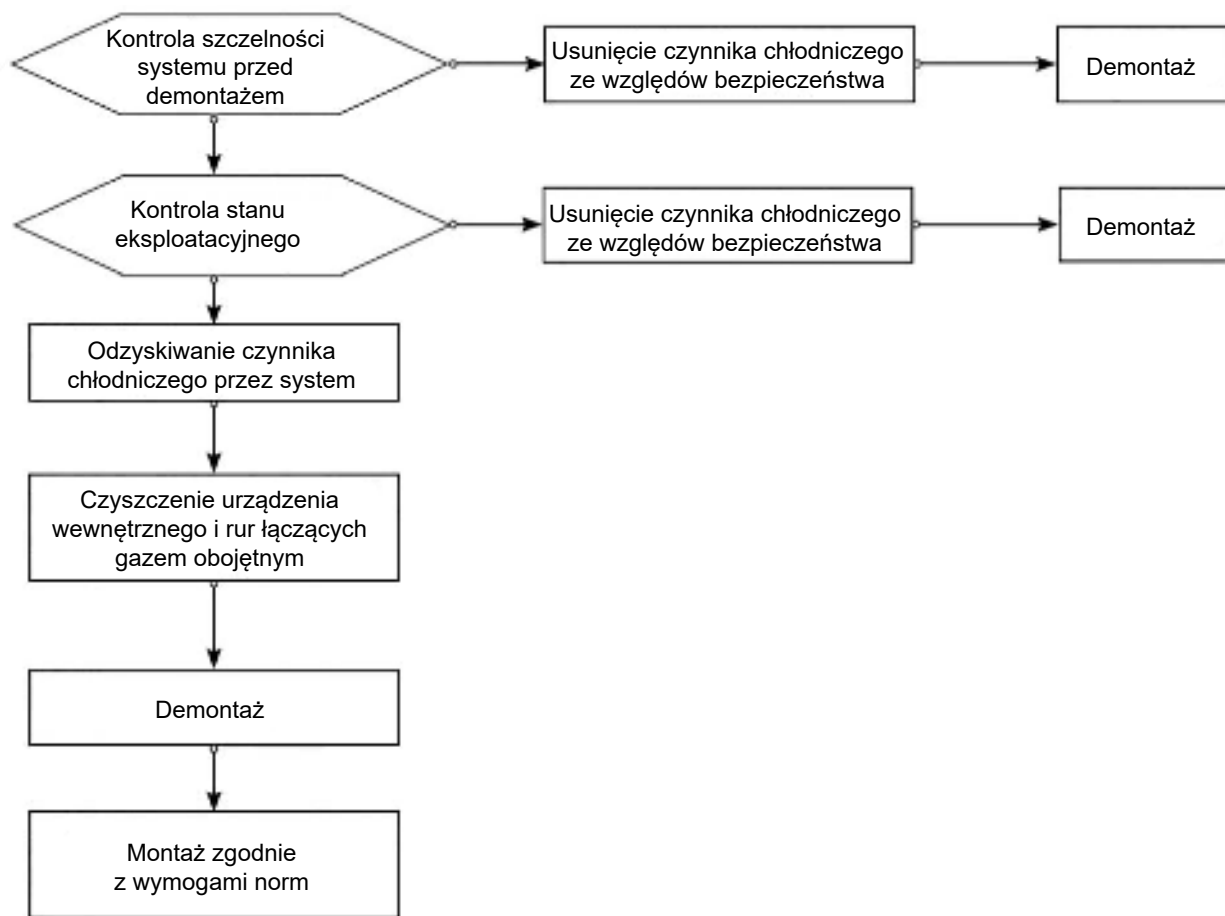 Kontrola szczelności
systemu przed
demontażem
Usunięcie czynnika chłodniczego
ze względów bezpieczeństwa
Demontaż
Kontrola stanu
eksploatacyjnego
Usunięcie czynnika chłodniczego
ze względów bezpieczeństwa
Demontaż
Odzyskiwanie czynnika
chłodniczego przez system
Czyszczenie urządzenia
wewnętrznego i rur łączących
gazem obojętnym
Demontaż
Montaż zgodnie
z wymogami norm